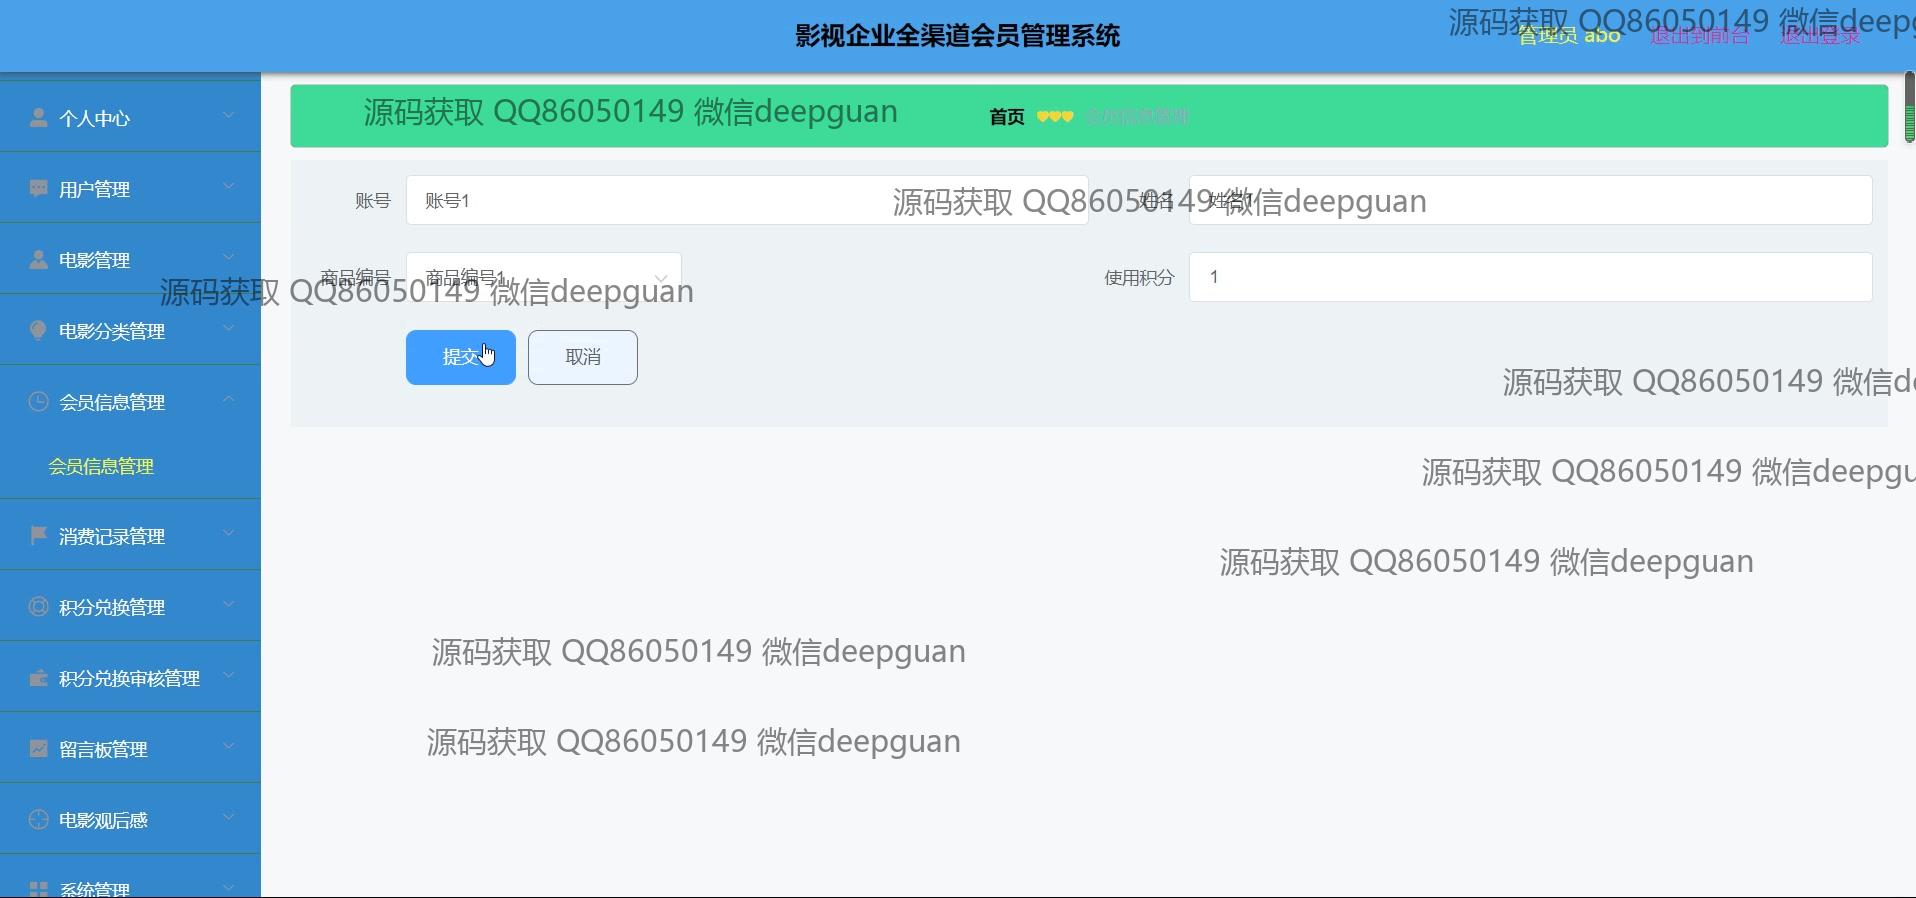 影视企业全渠道会员管理系统
源码获取 QQ86050149 微信deepg
管理员 abo
退出到前台
退出登录
个人中心
用户管理
电影管理
电影分类管理
会员信息管理
会员信息管理
消费记录管理
积分兑换管理
积分兑换审核管理
留言板管理
电影观后感
系统管理
源码获取 QQ86050149 微信deepguan
首页
会员信息管理
账号
账号1
源码获取 QQ86050149 微信deepguan
姓名
姓名1
商品编号
商品编号1
源码获取 QQ86050149 微信deepguan
使用积分
1
提交
取消
源码获取 QQ86050149 微信d
源码获取 QQ86050149 微信deepgu
源码获取 QQ86050149 微信deepguan
源码获取 QQ86050149 微信deepguan
源码获取 QQ86050149 微信deepguan